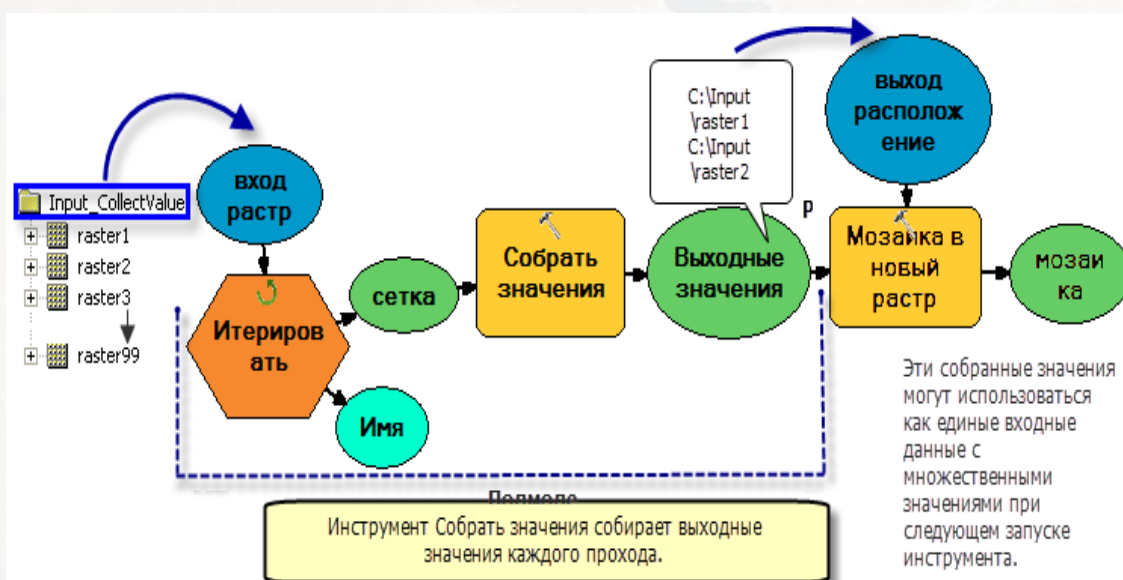 Input_CollectValue
raster1
raster2
raster3
raster99
вход
растр
Итериров
ать
сетка
Имя
Собрать
значения
C:\Input
\raster1
C:\Input
\raster2
Выходные
значения
р
выход
располож
ение
Мозаика в
новый
растр
мозаи
ка
Эти собранные значения
могут использоваться
как единые входные
данные с
множественными
значениями при
следующем запуске
инструмента.
Подмоде
Инструмент Собрать значения собирает выходные
значения каждого прохода.